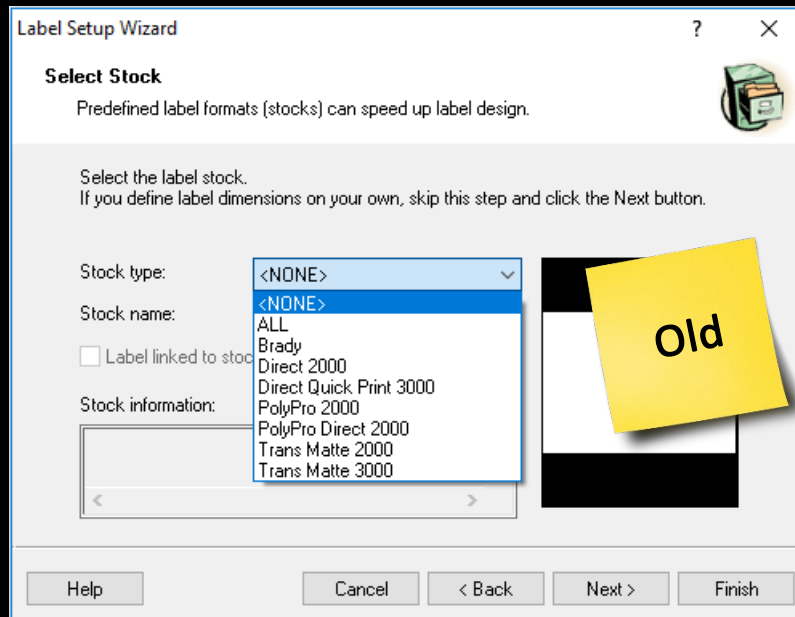 Label Setup Wizard
?
Select Stock
Predefined label formats (stocks) can speed up label design.
Select the label stock.
If you define label dimensions on your own, skip this step and click the Next button.
Stock type:
<NONE>
<NONE>
ALL
Brady
Direct 2000
Direct Quick Print 3000
PolyPro 2000
PolyPro Direct 2000
Trans Matte 2000
Trans Matte 3000
Stock name:
Label linked to stoc
Stock information:
Old
Help
Cancel
< Back
Next >
Finish